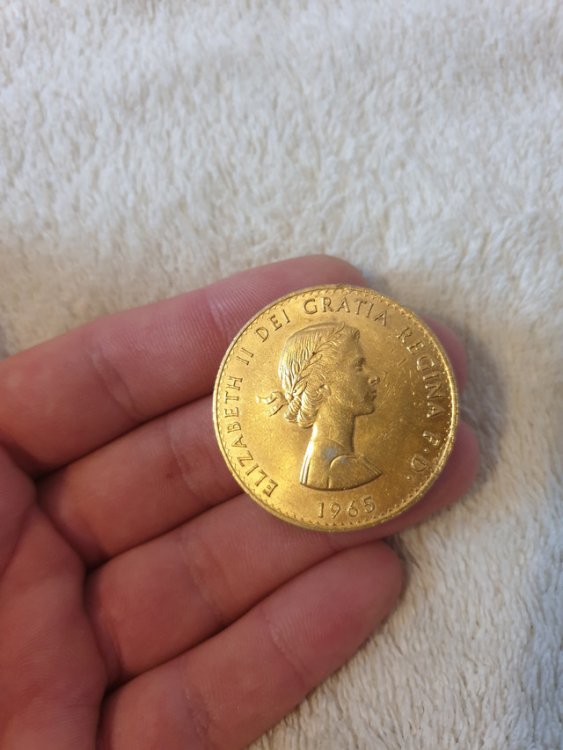 ELIZABETH II DEI GRATIA REGINA F·D·
1965